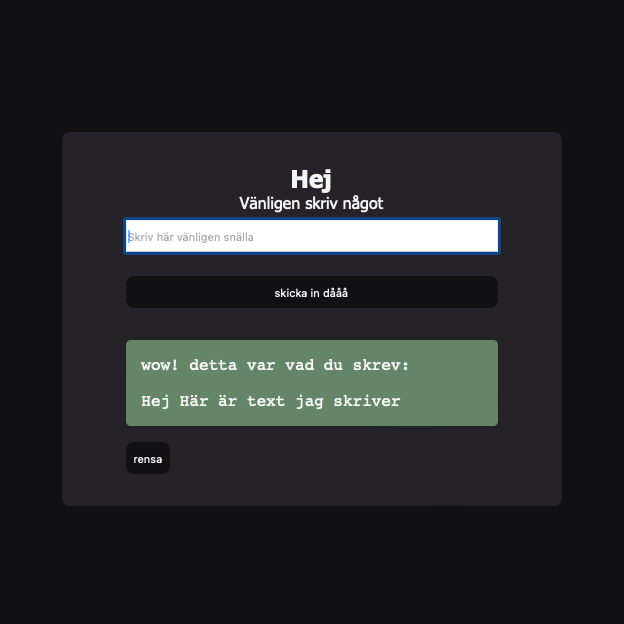 Hej
Vänligen skriv något
Skriv här vänligen snälla
skicka in dååå
wow! detta var vad du skrev:
Hej Här är text jag skriver
rensa